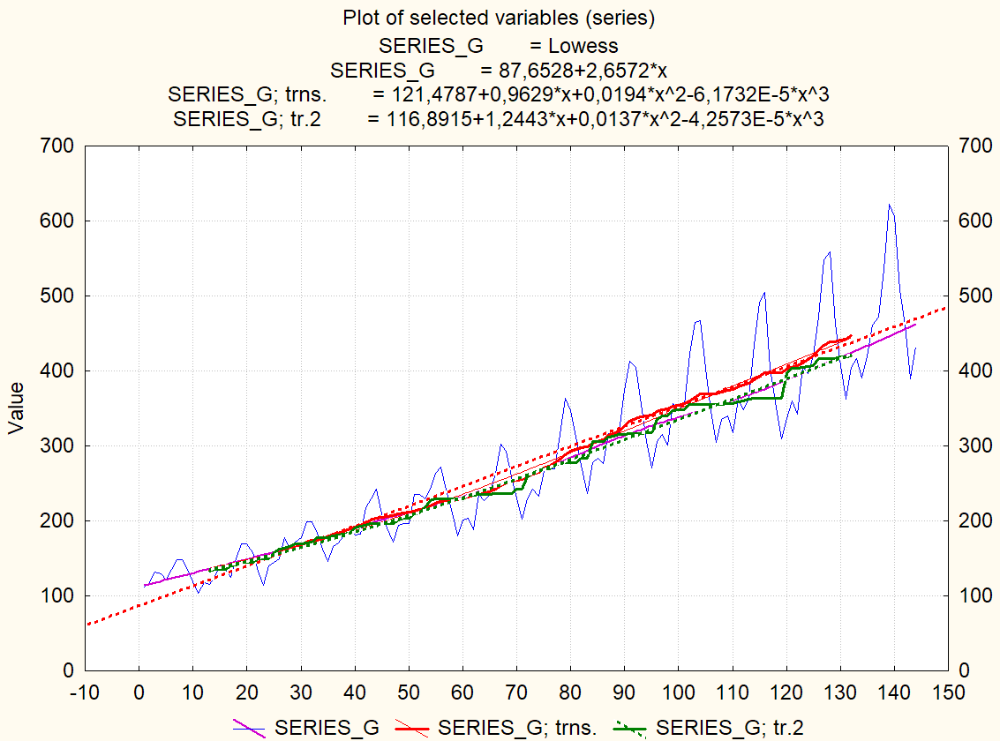 Plot of selected variables (series)
SERIES_G = Lowess
SERIES_G = 87,6528+2,6572*x
SERIES_G; trns. = 121,4787+0,9629*x+0,0194*x^2-6,1732E-5*x^3
SERIES_G; tr.2 = 116,8915+1,2443*x+0,0137*x^2-4,2573E-5*x^3
700 700
600 600
500 500
400 400
Value
300 300
200 200
100 100
0 0
-10 0 10 20 30 40 50 60 70 80 90 100 110 120 130 140 150
SERIES_G SERIES_G; trns. SERIES_G; tr.2